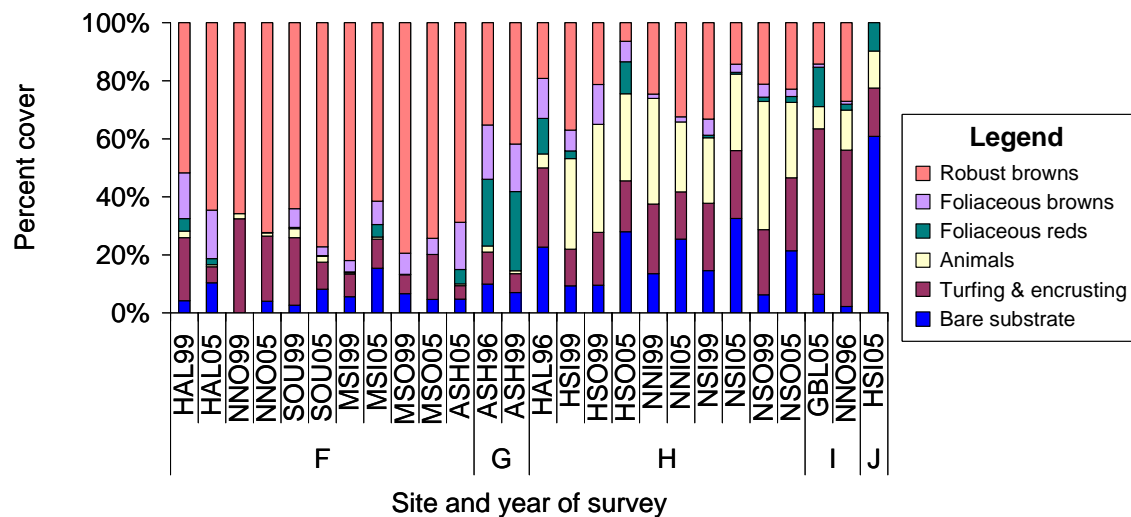 100%
80%
60%
40%
20%
0%
Percent cover
HAL99
HAL05
NNO99
NNO05
SOU99
SOU05
MSI99
MSI05
MSO99
MSO05
ASH05
ASH96
ASH99
HAL96
HSI99
HSO99
HSO05
NNI99
NNI05
NSI99
NSI05
NSO99
NSO05
GBL05
NNO96
HSI05
F G H I J
Site and year of survey
Legend
Robust browns
Foliaceous browns
Foliaceous reds
Animals
Turfing & encrusting
Bare substrate